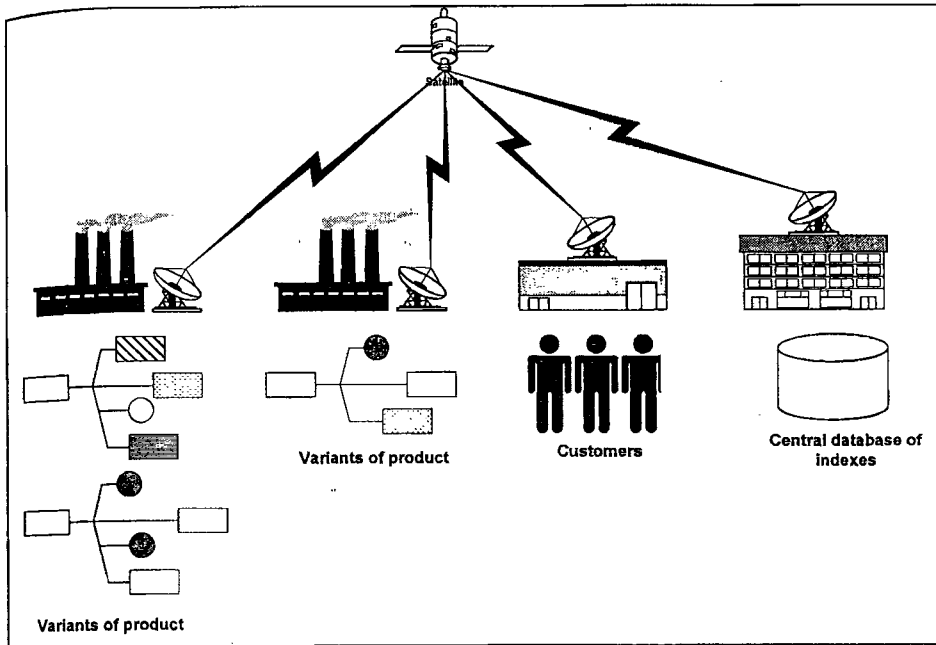 Satellite
Variants of product
Customers
Central database of
indexes
Variants of product